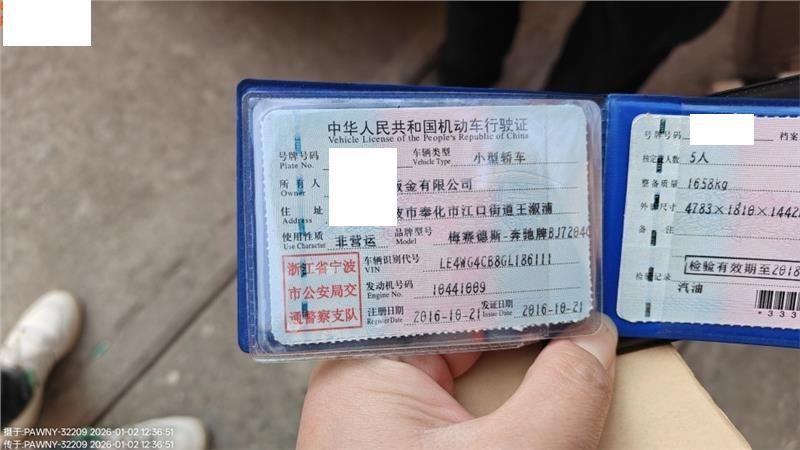 中华人民共和国机动车行驶证
Vehicle License of the People's Republic of China
号牌号码 Plate No. 车辆类型 Vehicle Type 小型轿车
所有人 Owner 钣金有限公司
住址 Address 波市奉化市江口街道王溆浦
使用性质 Use Character 非营运 品牌型号 Model 梅赛德斯-奔驰牌BJ7204
浙江省宁波市公安局交通警察支队
车辆识别代号 VIN LE4WG4CB8GL186111
发动机号码 Engine No. 10441009
注册日期 Register Date 2016-10-21 发证日期 Issue Date 2016-10-21
号牌号码 档案
核定载人数 5人
整备质量 1658kg
外廓尺寸 4783×1810×1442
备注
检验有效期至2018
检验记录
汽油
*333
摄于:PAWNY-32209 2026-01-02 12:36:51
传于:PAWNY-32209 2026-01-02 12:36:51